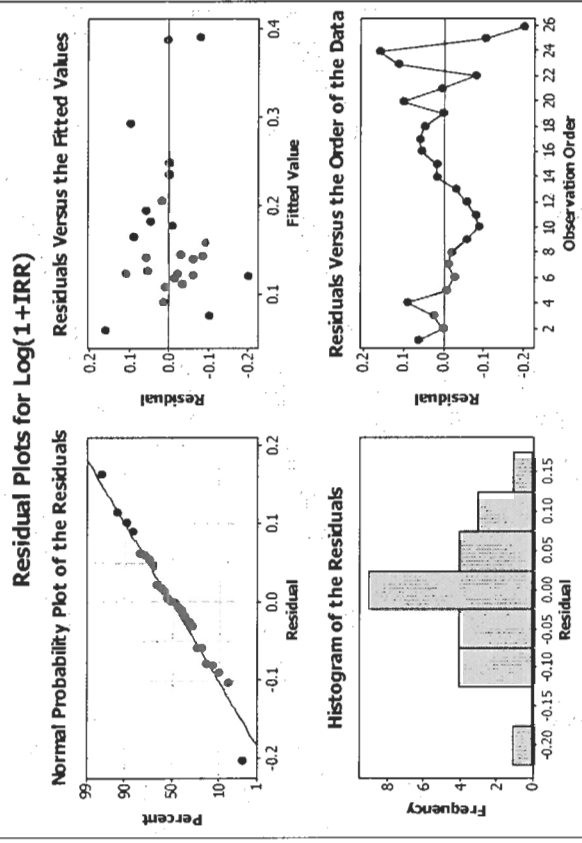 Residual Plots for Log(1+IRR)
Normal Probability Plot of the Residuals
99
90
50
10
1
Percent
-0.2
-0.1
0.0
0.1
0.2
Residual
Residuals Versus the Fitted Values
0.2
0.1
0.0
-0.1
-0.2
Residual
0.1
0.2
0.3
0.4
Fitted Value
Histogram of the Residuals
8
6
4
2
0
Frequency
-0.20 -0.15 -0.10 -0.05 0.00 0.05 0.10 0.15
Residual
Residuals Versus the Order of the Data
0.2
0.1
0.0
-0.1
-0.2
Residual
2 4 6 8 10 12 14 16 18 20 22 24 26
Observation Order